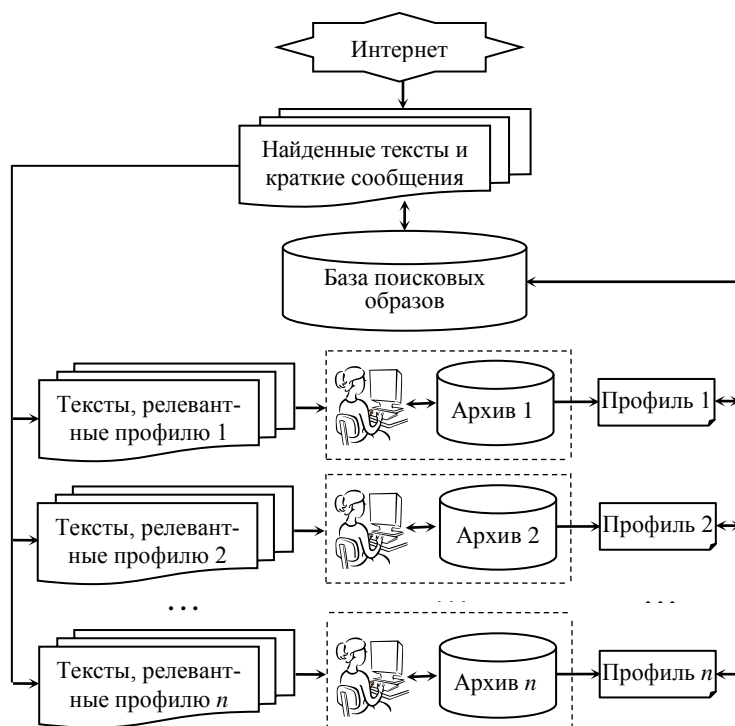 Интернет
Найденные тексты и
краткие сообщения
База поисковых
образов
Тексты, релевант-
ные профилю 1
Архив 1
Профиль 1
Тексты, релевант-
ные профилю 2
Архив 2
Профиль 2
...
...
...
Тексты, релевант-
ные профилю n
Архив n
Профиль n